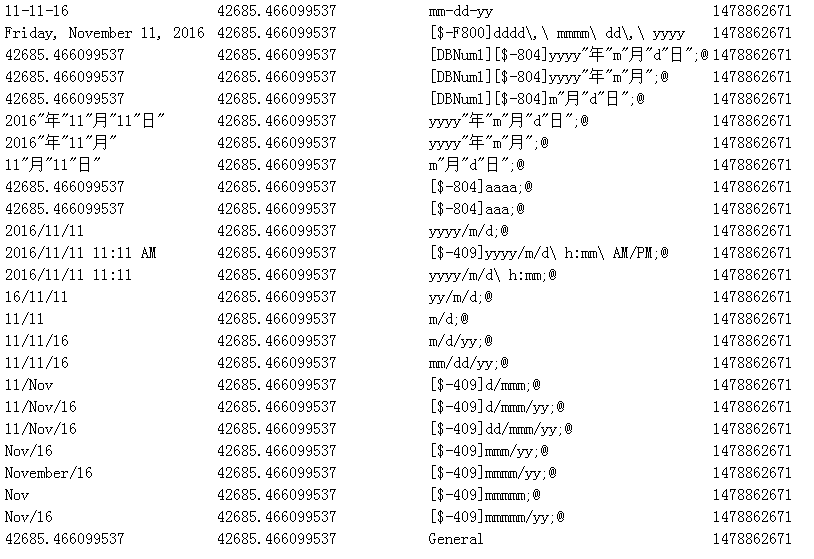 11-11-16 42685.466099537 mm-dd-yy 1478862671
Friday, November 11, 2016 42685.466099537 [$-F800]dddd\,\ mmmm\ dd\,\ yyyy 1478862671
42685.466099537 42685.466099537 [DBNum1][$-804]yyyy"年"m"月"d"日";@ 1478862671
42685.466099537 42685.466099537 [DBNum1][$-804]yyyy"年"m"月";@ 1478862671
42685.466099537 42685.466099537 [DBNum1][$-804]m"月"d"日";@ 1478862671
2016"年"11"月"11"日" 42685.466099537 yyyy"年"m"月"d"日";@ 1478862671
2016"年"11"月" 42685.466099537 yyyy"年"m"月";@ 1478862671
11"月"11"日" 42685.466099537 m"月"d"日";@ 1478862671
42685.466099537 42685.466099537 [$-804]aaaa;@ 1478862671
42685.466099537 42685.466099537 [$-804]aaa;@ 1478862671
2016/11/11 42685.466099537 yyyy/m/d;@ 1478862671
2016/11/11 11:11 AM 42685.466099537 [$-409]yyyy/m/d\ h:mm\ AM/PM;@ 1478862671
2016/11/11 11:11 42685.466099537 yyyy/m/d\ h:mm;@ 1478862671
16/11/11 42685.466099537 yy/m/d;@ 1478862671
11/11 42685.466099537 m/d;@ 1478862671
11/11/16 42685.466099537 m/d/yy;@ 1478862671
11/11/16 42685.466099537 mm/dd/yy;@ 1478862671
11/Nov 42685.466099537 [$-409]d/mmm;@ 1478862671
11/Nov/16 42685.466099537 [$-409]d/mmm/yy;@ 1478862671
11/Nov/16 42685.466099537 [$-409]dd/mmm/yy;@ 1478862671
Nov/16 42685.466099537 [$-409]mmm/yy;@ 1478862671
November/16 42685.466099537 [$-409]mmmm/yy;@ 1478862671
Nov 42685.466099537 [$-409]mmmmm;@ 1478862671
Nov/16 42685.466099537 [$-409]mmmmm/yy;@ 1478862671
42685.466099537 42685.466099537 General 1478862671